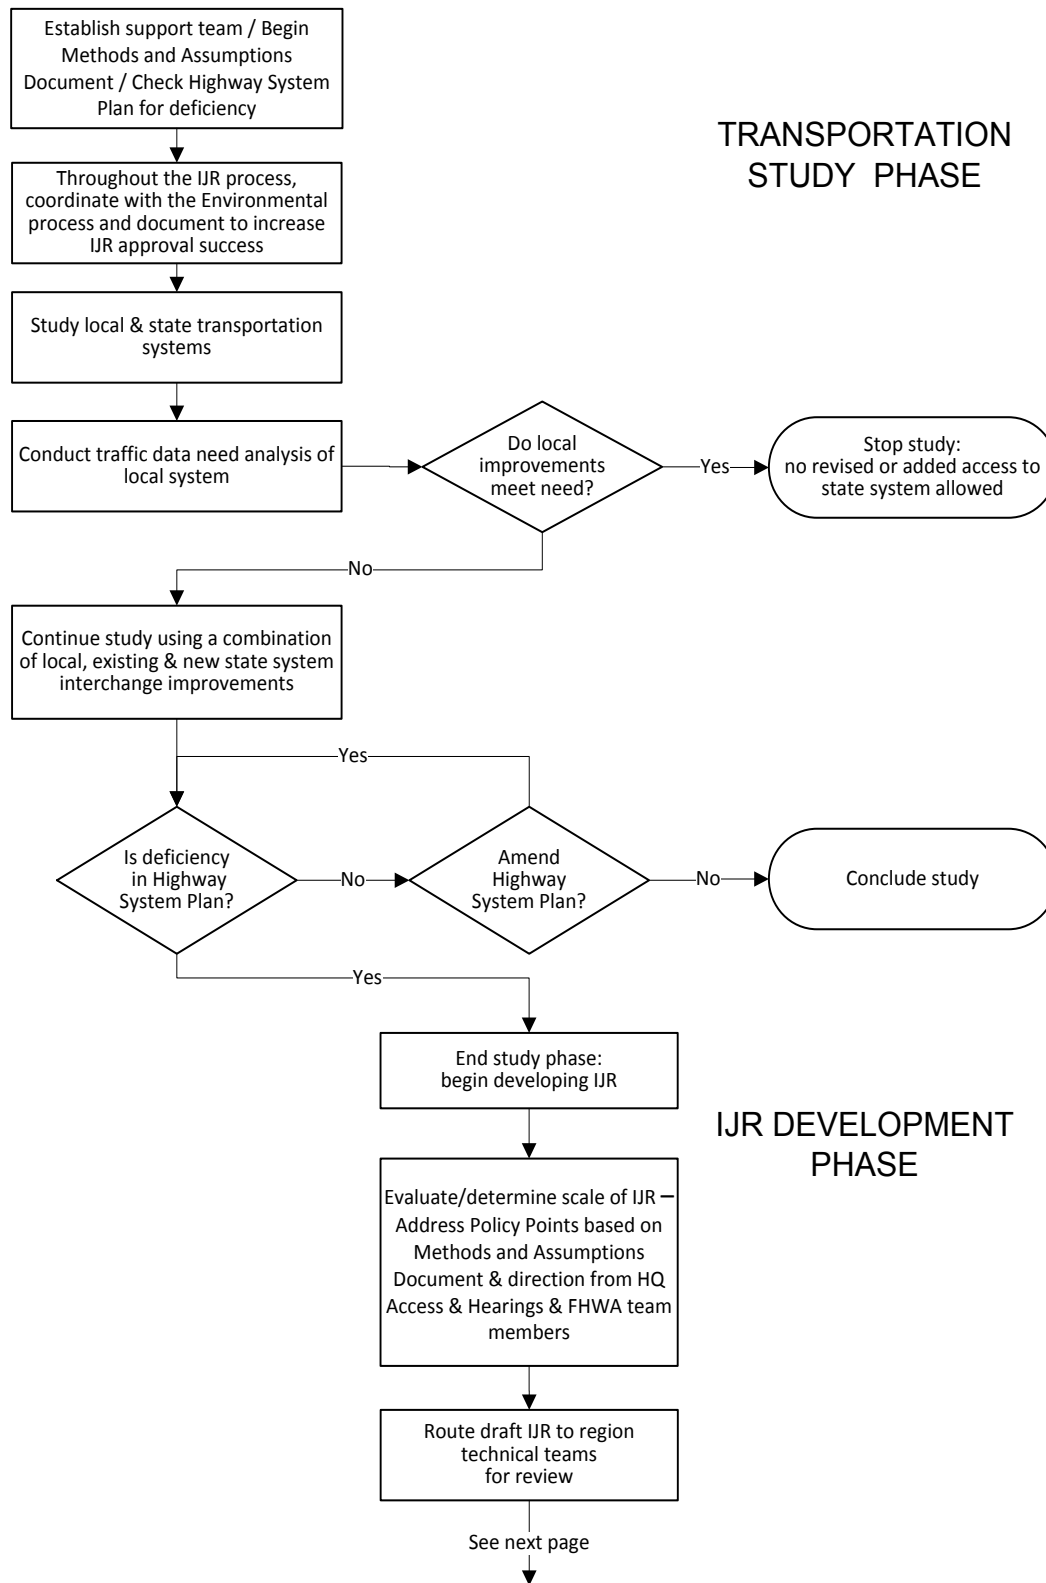 Establish support team / Begin
Methods and Assumptions
Document / Check Highway System
Plan for deficiency
TRANSPORTATION
STUDY PHASE
Throughout the IJR process,
coordinate with the Environmental
process and document to increase
IJR approval success
Study local & state transportation
systems
Conduct traffic data need analysis of
local system
Do local
improvements
meet need?
Yes
Stop study:
no revised or added access to
state system allowed
No
Continue study using a combination
of local, existing & new state system
interchange improvements
Yes
Is deficiency
in Highway
System Plan?
No
Amend
Highway
System Plan?
No
Conclude study
Yes
End study phase:
begin developing IJR
IJR DEVELOPMENT
PHASE
Evaluate/determine scale of IJR –
Address Policy Points based on
Methods and Assumptions
Document & direction from HQ
Access & Hearings & FHWA team
members
Route draft IJR to region
technical teams
for review
See next page